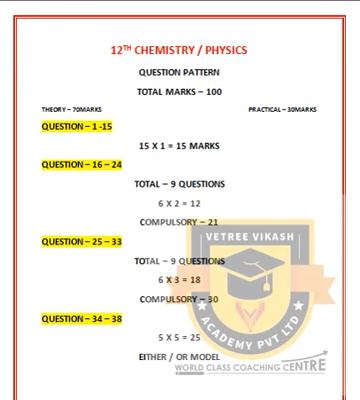 12TH CHEMISTRY / PHYSICS
QUESTION PATTERN
TOTAL MARKS – 100
THEORY – 70MARKS PRACTICAL – 30MARKS
QUESTION – 1 -15
15 X 1 = 15 MARKS
QUESTION – 16 – 24
TOTAL – 9 QUESTIONS
6 X 2 = 12
COMPULSORY – 21
QUESTION – 25 – 33
VETREE VIKASH
TOTAL – 9 QUESTIONS
6 X 3 = 18
COMPULSORY – 30
QUESTION – 34 – 38
ACADEMY PVT LTD
5 X 5 = 25
EITHER / OR MODEL
WORLD CLASS COACHING CENTRE